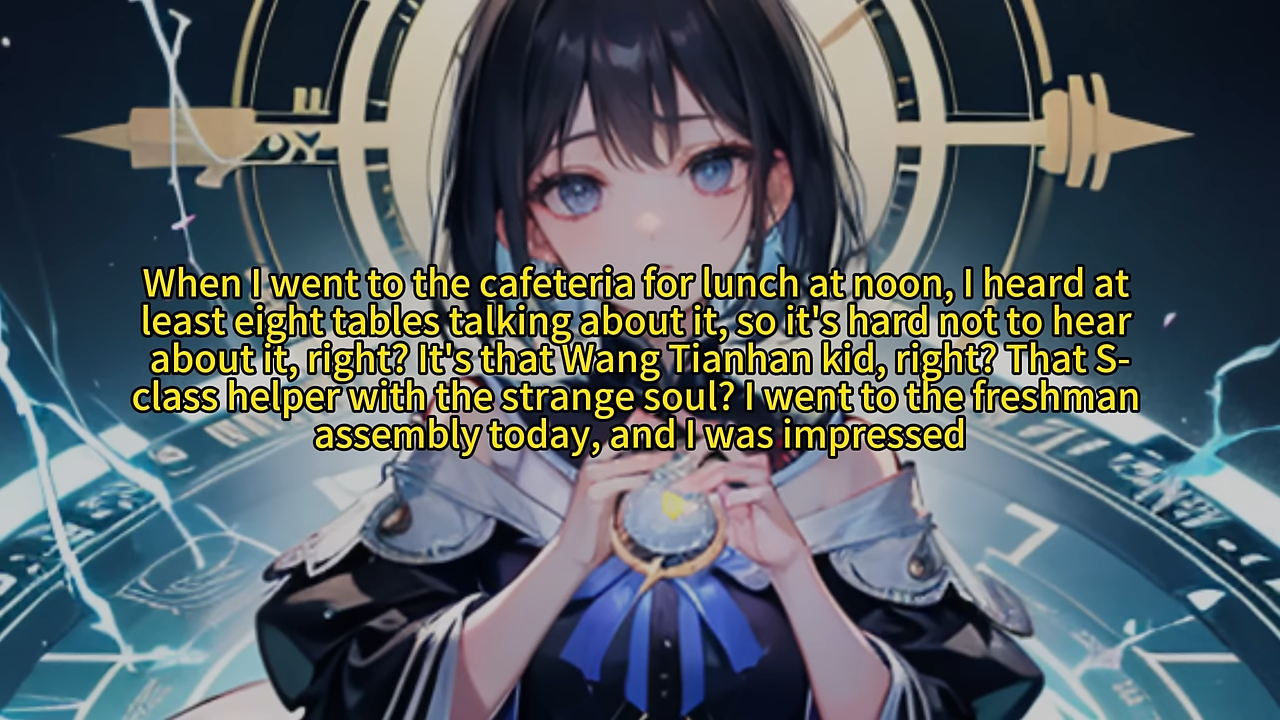 When I went to the cafeteria for lunch at noon, I heard at
least eight tables talking about it, so it's hard not to hear
about it, right? It's that Wang Tianhan kid, right? That S-
class helper with the strange soul? I went to the freshman
assembly today, and I was impressed